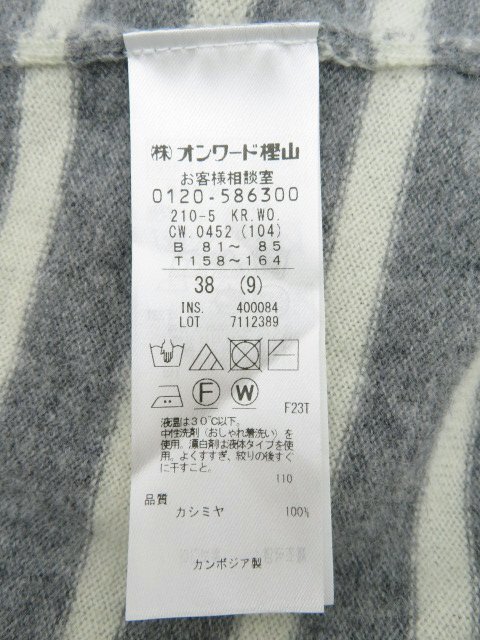 (株)オンワード樫山
お客様相談室
0120-586300
210-5 KR.WO.
CW.0452 (104)
B 81〜 85
T 158〜164
38 (9)
INS. 400084
LOT 7112389
F W
F23T
液温は30℃以下。
中性洗剤(おしゃれ着洗い)を
使用。漂白剤は液体タイプを使
用。よくすすぎ、絞りの後すぐ
に干すこと。
110
品質
カシミヤ 100%
カンボジア製